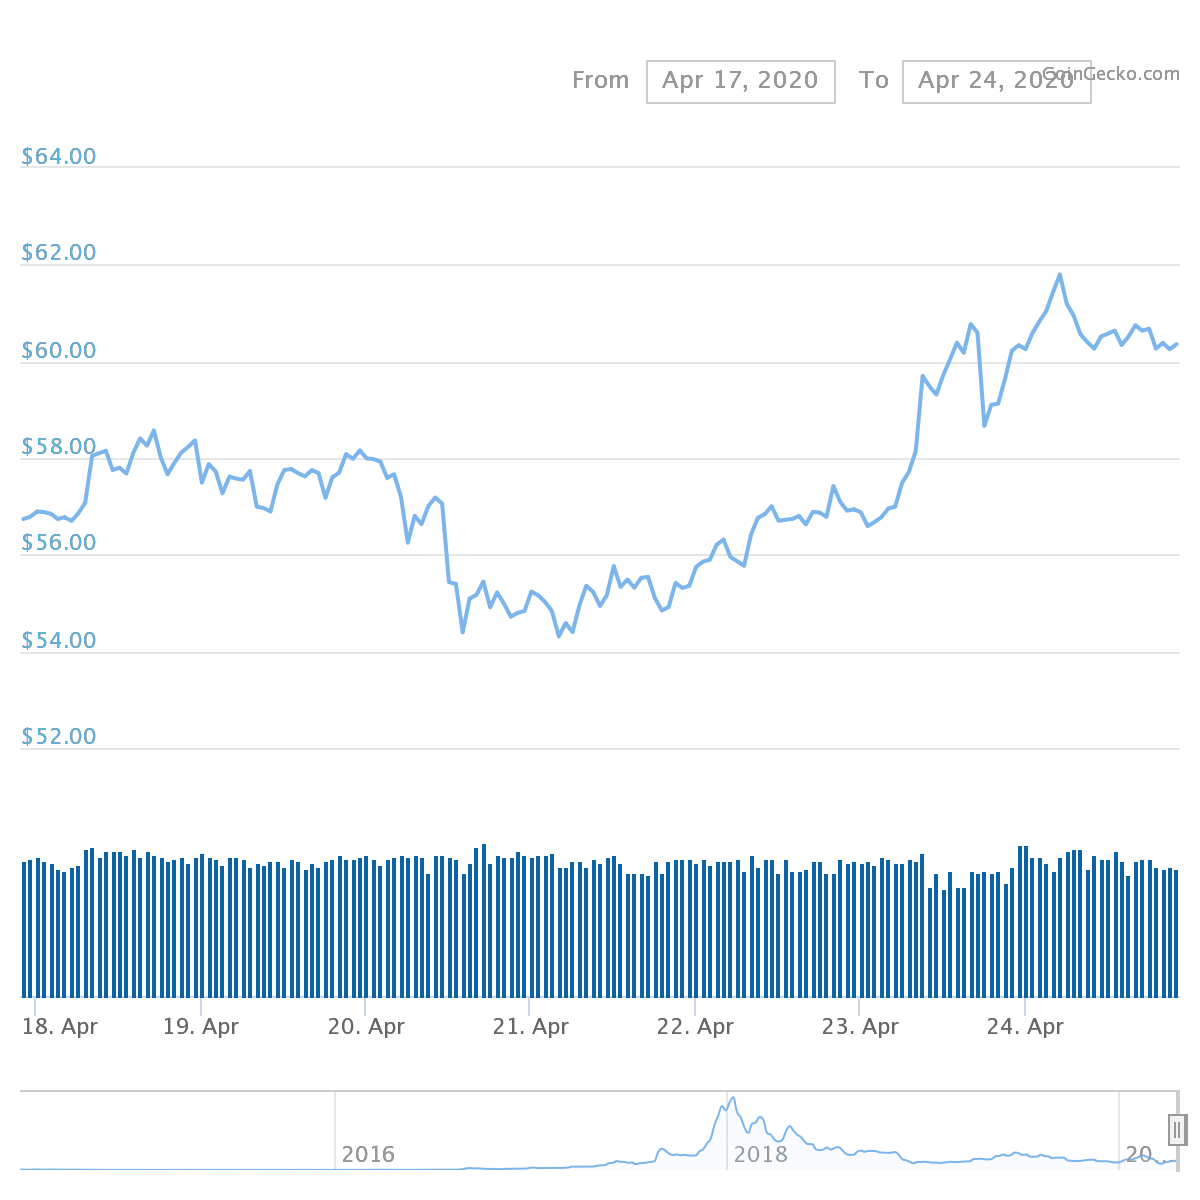 From Apr 17, 2020 To Apr 24, 2020 CoinGecko.com
$64.00
$62.00
$60.00
$58.00
$56.00
$54.00
$52.00
18. Apr 19. Apr 20. Apr 21. Apr 22. Apr 23. Apr 24. Apr
2016 2018 20…